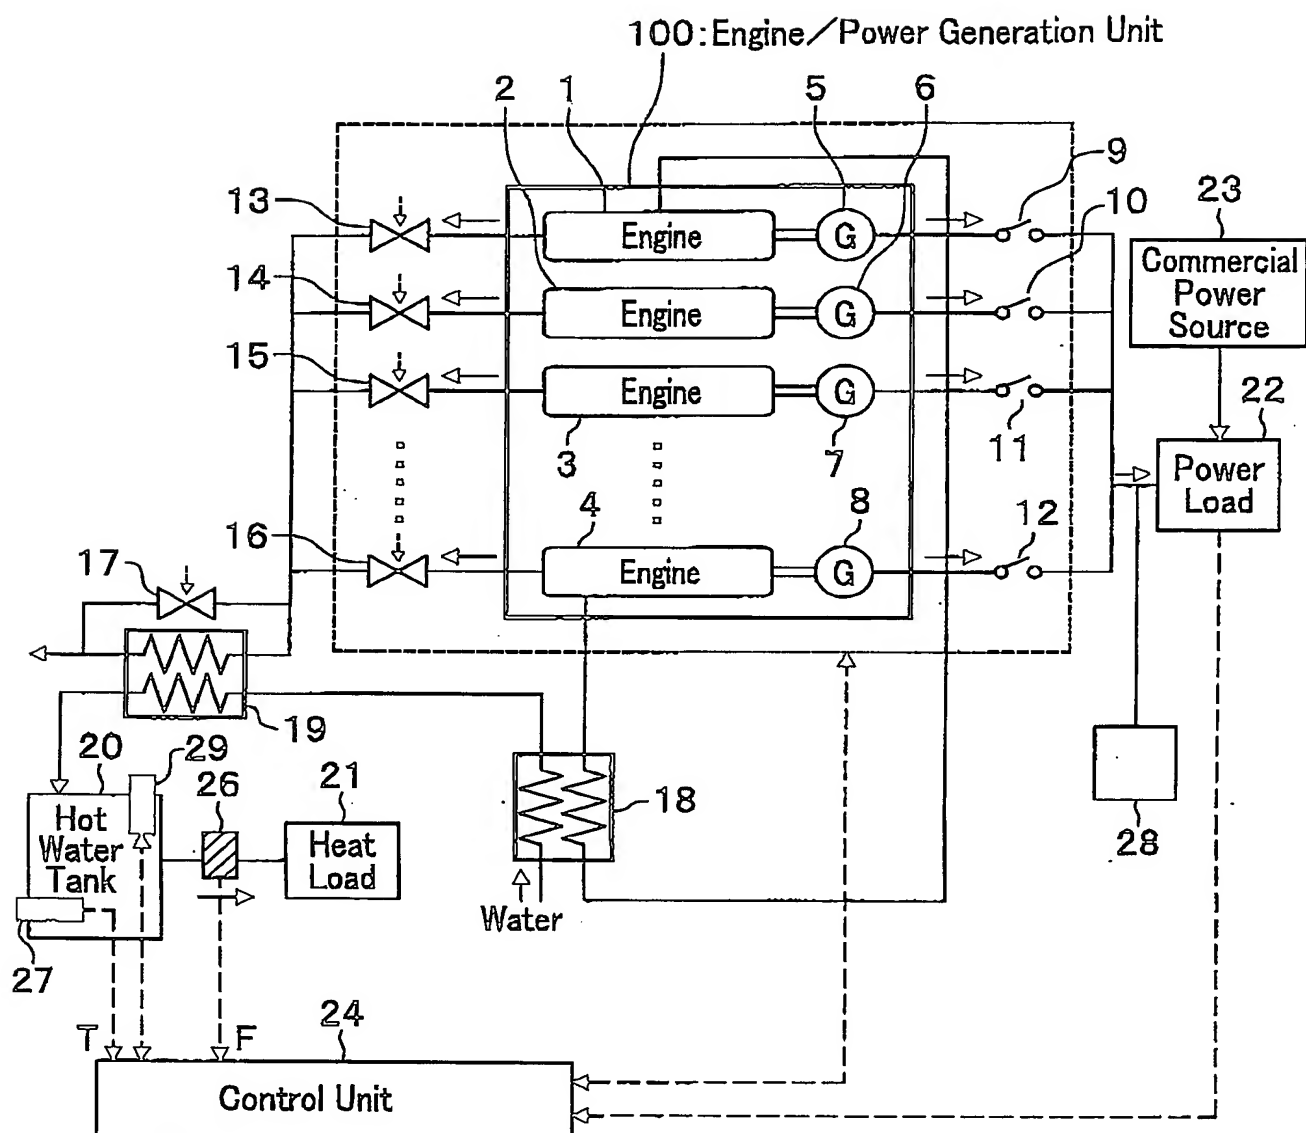 100:Engine/Power Generation Unit
2 1 5 6
9
13
23
Engine G
10
Commercial
Power
Source
14
Engine G
15
Engine G
22
3 7 11
Power
Load
4 8 12
16
17
Engine G
19
20 29
26 21
18
Hot
Water
Tank
Heat
Load
28
Water
27
24
T F
Control Unit